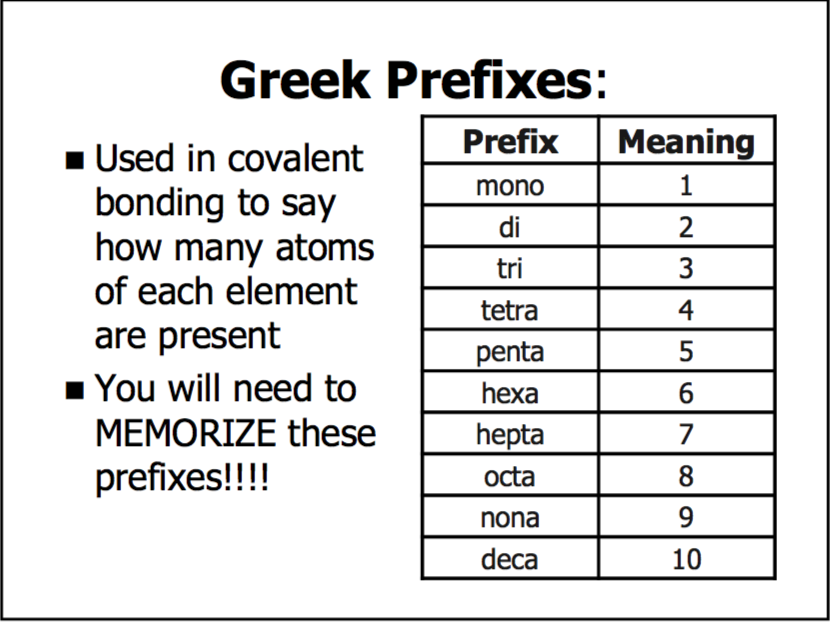 Greek Prefixes:
■ Used in covalent
bonding to say
how many atoms
of each element
are present
■ You will need to
MEMORIZE these
prefixes!!!!
Prefix Meaning
mono 1
di 2
tri 3
tetra 4
penta 5
hexa 6
hepta 7
octa 8
nona 9
deca 10